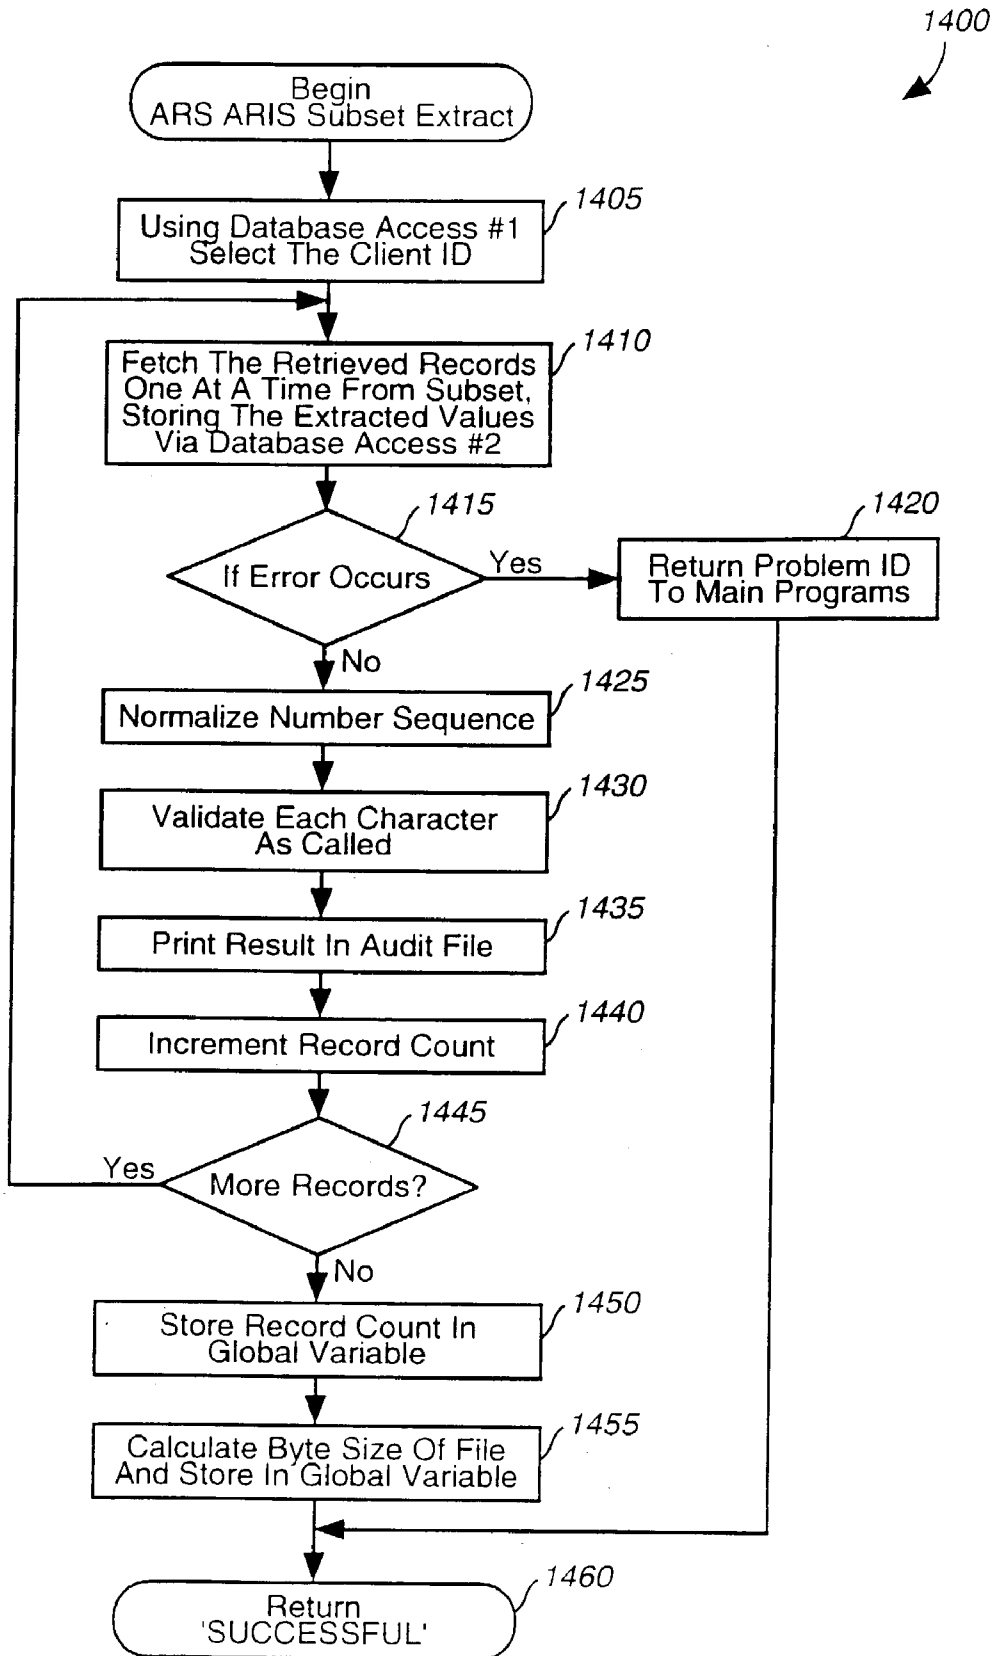 1400
Begin
ARS ARIS Subset Extract
1405
Using Database Access #1
Select The Client ID
1410
Fetch The Retrieved Records
One At A Time From Subset,
Storing The Extracted Values
Via Database Access #2
1415
If Error Occurs
Yes
1420
Return Problem ID
To Main Programs
No
1425
Normalize Number Sequence
1430
Validate Each Character
As Called
1435
Print Result In Audit File
1440
Increment Record Count
1445
More Records?
Yes
No
1450
Store Record Count In
Global Variable
1455
Calculate Byte Size Of File
And Store In Global Variable
1460
Return
'SUCCESSFUL'